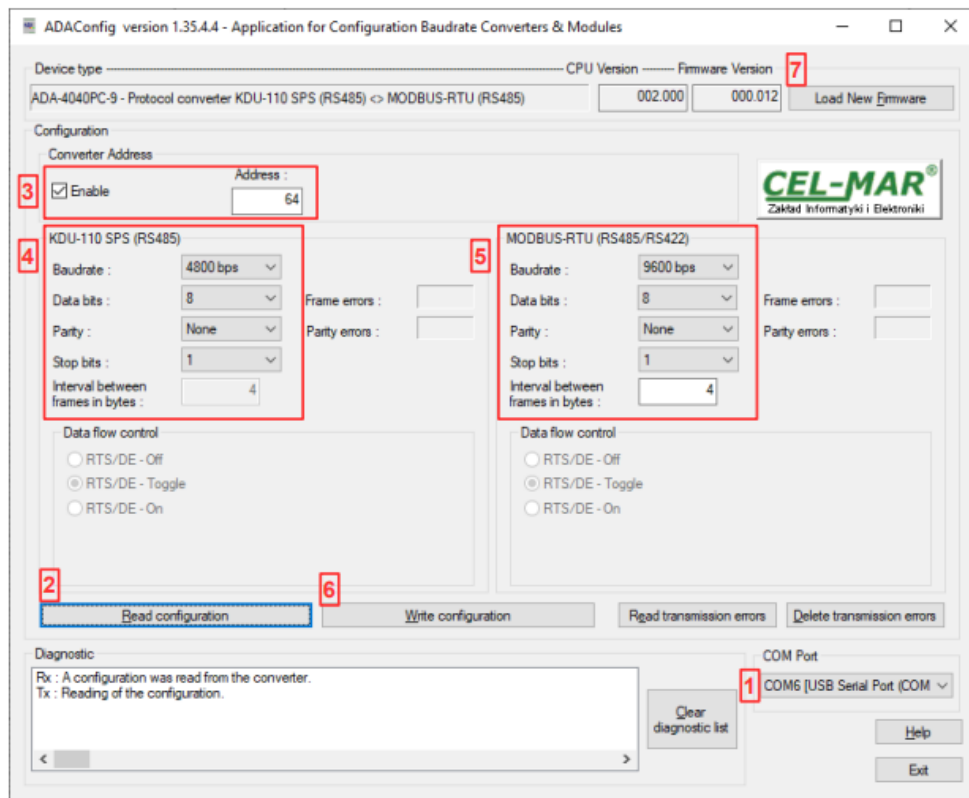 ADAConfig version 1.35.4.4 - Application for Configuration Baudrate Converters & Modules
Device type CPU Version Firmware Version 7
ADA-4040PC-9 - Protocol converter KDU-110 SPS (RS485) <> MODBUS-RTU (RS485) 002.000 000.012 Load New Firmware
Configuration
Converter Address
3 Enable Address :
64
CEL-MAR®
Zakład Informatyki i Elektroniki
4 KDU-110 SPS (RS485)
Baudrate : 4800 bps
Data bits : 8 Frame errors :
Parity : None Parity errors :
Stop bits : 1
Interval between
frames in bytes : 4
Data flow control
RTS/DE - Off
RTS/DE - Toggle
RTS/DE - On
5 MODBUS-RTU (RS485/RS422)
Baudrate : 9600 bps
Data bits : 8 Frame errors :
Parity : None Parity errors :
Stop bits : 1
Interval between
frames in bytes : 4
Data flow control
RTS/DE - Off
RTS/DE - Toggle
RTS/DE - On
2 Read configuration 6 Write configuration Read transmission errors Delete transmission errors
Diagnostic
Rx : A configuration was read from the converter.
Tx : Reading of the configuration.
Clear
diagnostic list
COM Port
1 COM6 [USB Serial Port (COM
Help
Exit